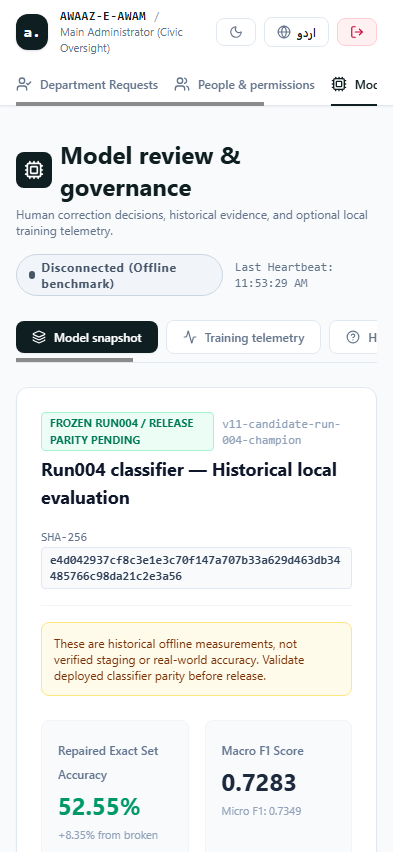 a.
AWAAZ-E-AWAM /
Main Administrator (Civic
Oversight)
اردو
Department Requests
People & permissions
Moc
Model review &
governance
Human correction decisions, historical evidence, and optional local
training telemetry.
Disconnected (Offline
benchmark)
Last Heartbeat:
11:53:29 AM
Model snapshot
Training telemetry
H
FROZEN RUN004 / RELEASE
PARITY PENDING
v11-candidate-run-
004-champion
Run004 classifier — Historical local
evaluation
SHA-256
e4d042937cf8c3e1e3c70f147a707b33a629d463db34
485766c98da21c2e3a56
These are historical offline measurements, not
verified staging or real-world accuracy. Validate
deployed classifier parity before release.
Repaired Exact Set
Accuracy
52.55%
+8.35% from broken
Macro F1 Score
0.7283
Micro F1: 0.7349